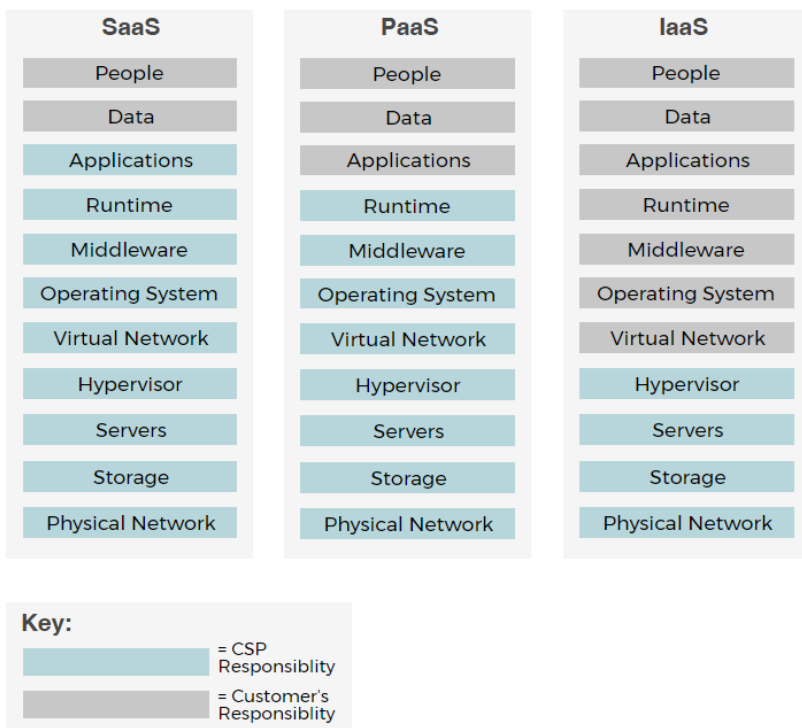 SaaS
People
Data
Applications
Runtime
Middleware
Operating System
Virtual Network
Hypervisor
Servers
Storage
Physical Network
PaaS
People
Data
Applications
Runtime
Middleware
Operating System
Virtual Network
Hypervisor
Servers
Storage
Physical Network
IaaS
People
Data
Applications
Runtime
Middleware
Operating System
Virtual Network
Hypervisor
Servers
Storage
Physical Network
Key:
= CSP
Responsiblity
= Customer's
Responsiblity